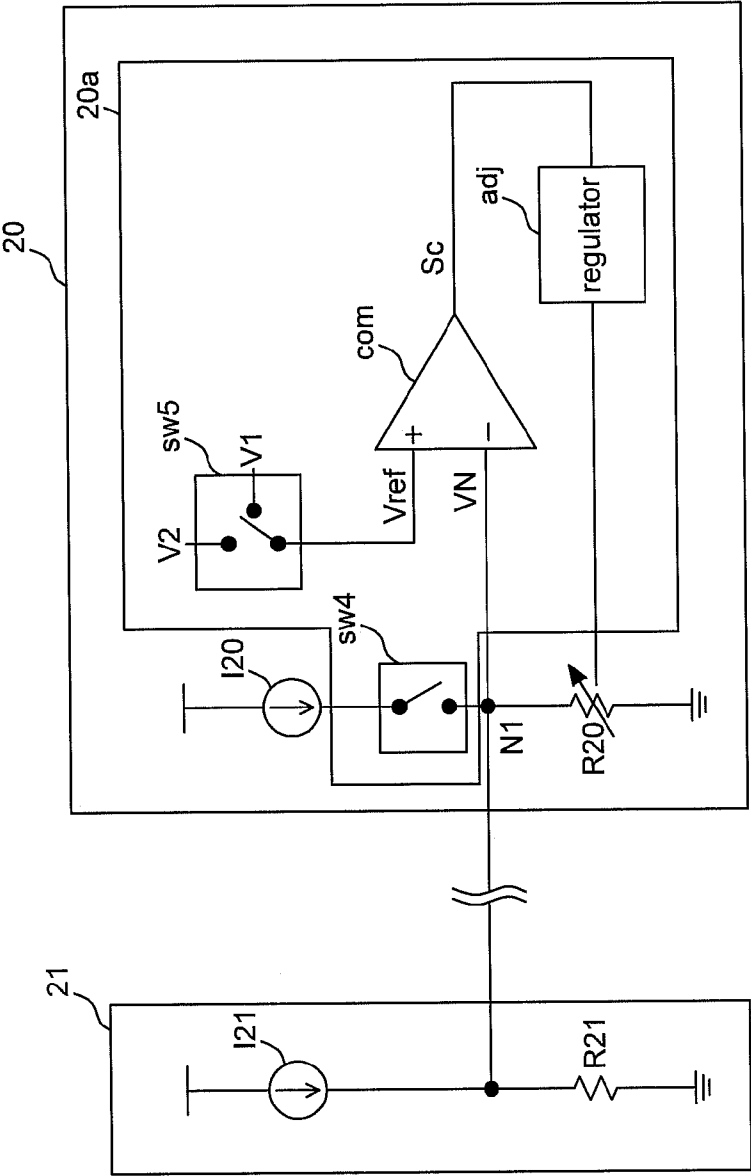 20
20a
sw5
V2
V1
com
Sc
adj
regulator
Vref
+
VN
−
I20
sw4
N1
R20
21
I21
R21